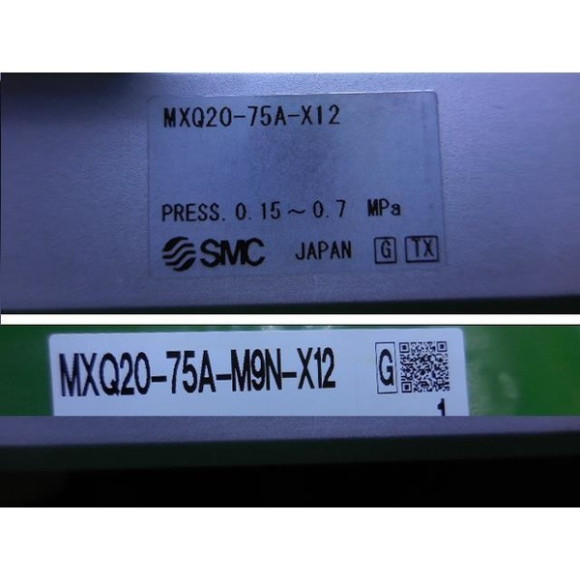 MXQ20-75A-X12
PRESS. 0.15～0.7 MPa
SMC JAPAN G TX
MXQ20-75A-M9N-X12 G
1